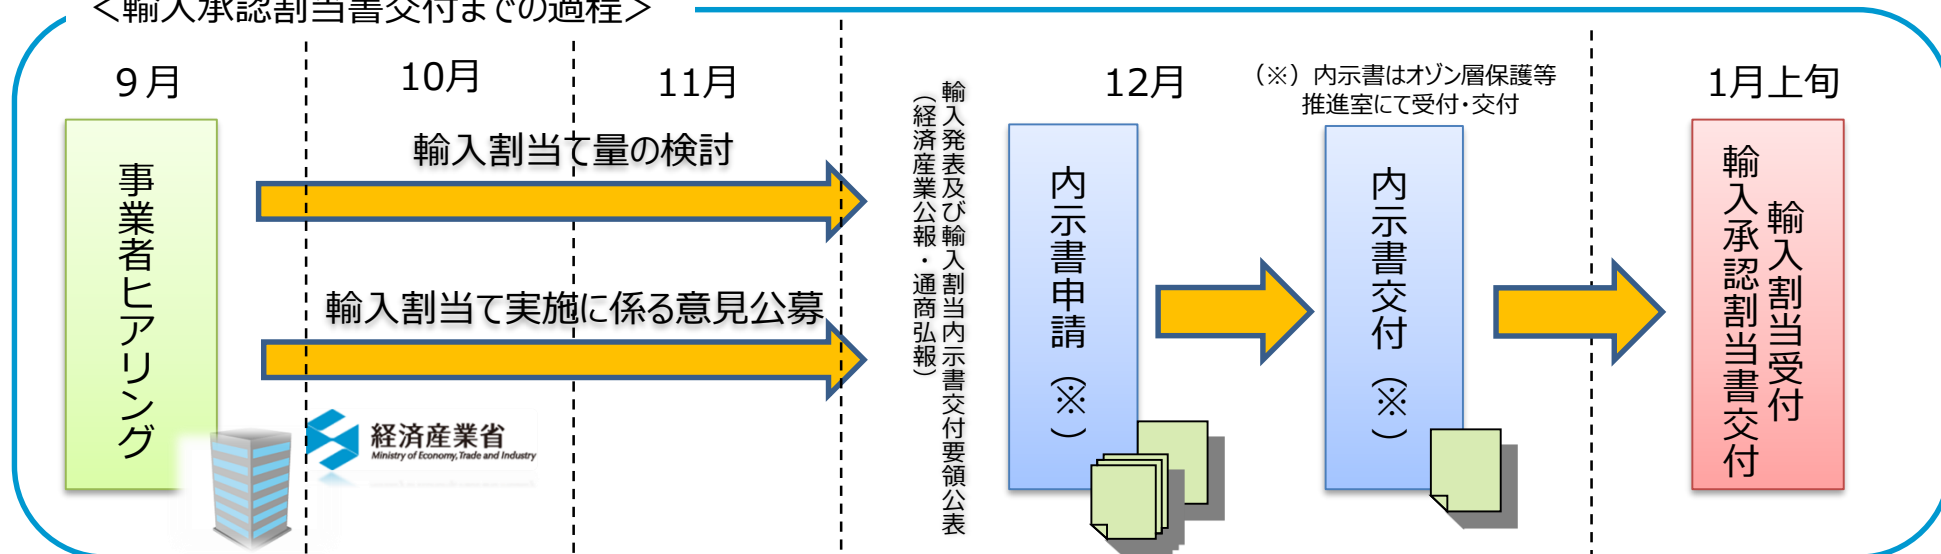 ＜輸入承認割当書交付までの過程＞
９月
事業者ヒアリング
10月
11月
輸入割当て量の検討
輸入割当て実施に係る意見公募
経済産業省
Ministry of Economy, Trade and Industry
輸入発表及び輸入割当内示書交付要領公表
（経済産業公報・通商弘報）
12月
（※）内示書はオゾン層保護等
推進室にて受付・交付
内示書申請（※）
内示書交付（※）
1月上旬
輸入割当受付
輸入承認割当書交付